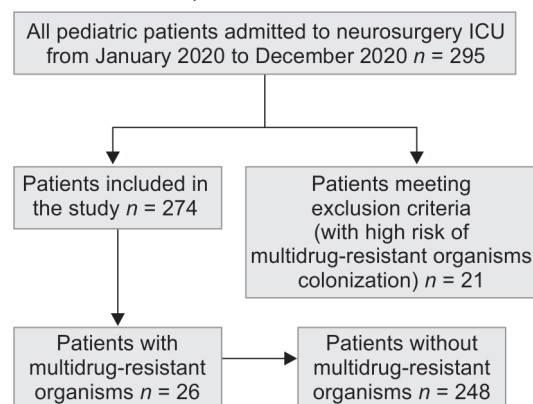 All pediatric patients admitted to neurosurgery ICU
from January 2020 to December 2020 n = 295
Patients included in
the study n = 274
Patients meeting
exclusion criteria
(with high risk of
multidrug-resistant organisms
colonization) n = 21
Patients with
multidrug-resistant
organisms n = 26
Patients without
multidrug-resistant
organisms n = 248